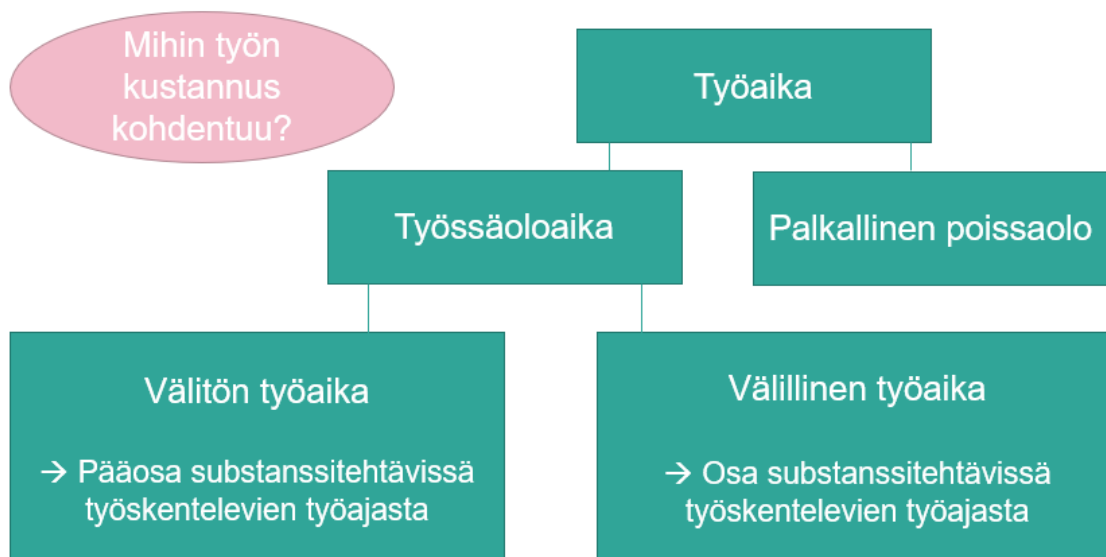 Mihin työn
kustannus
kohdentuu?
Työaika
Työssäoloaika
Palkallinen poissaolo
Välitön työaika
→ Pääosa substanssitehtävissä
työskentelevien työajasta
Välillinen työaika
→ Osa substanssitehtävissä
työskentelevien työajasta